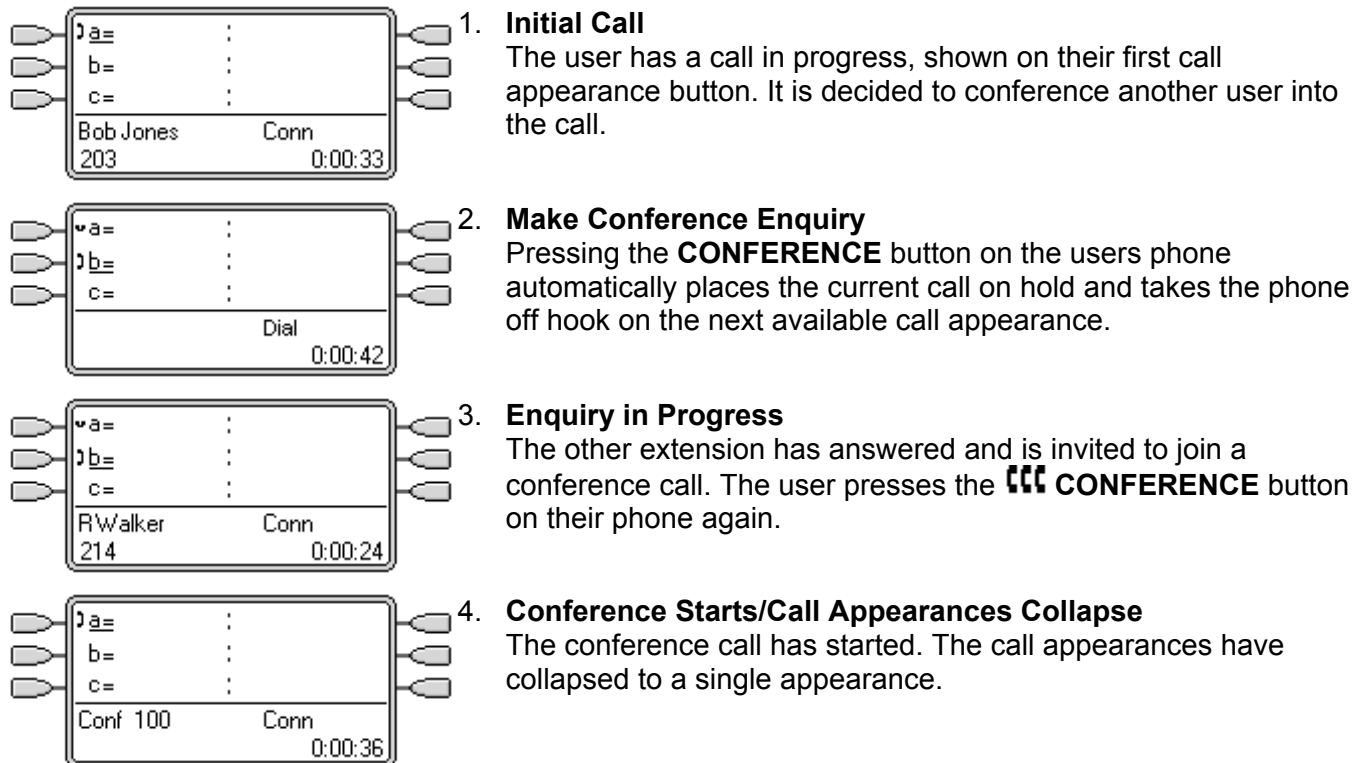 a= :
b= :
c= :
Bob Jones Conn
203 0:00:33
1. Initial Call
The user has a call in progress, shown on their first call
appearance button. It is decided to conference another user into
the call.
a= :
b= :
c= :
Dial
0:00:42
2. Make Conference Enquiry
Pressing the CONFERENCE button on the users phone
automatically places the current call on hold and takes the phone
off hook on the next available call appearance.
a= :
b= :
c= :
RWalker Conn
214 0:00:24
3. Enquiry in Progress
The other extension has answered and is invited to join a
conference call. The user presses the CONFERENCE button
on their phone again.
a= :
b= :
c= :
Conf 100 Conn
0:00:36
4. Conference Starts/Call Appearances Collapse
The conference call has started. The call appearances have
collapsed to a single appearance.